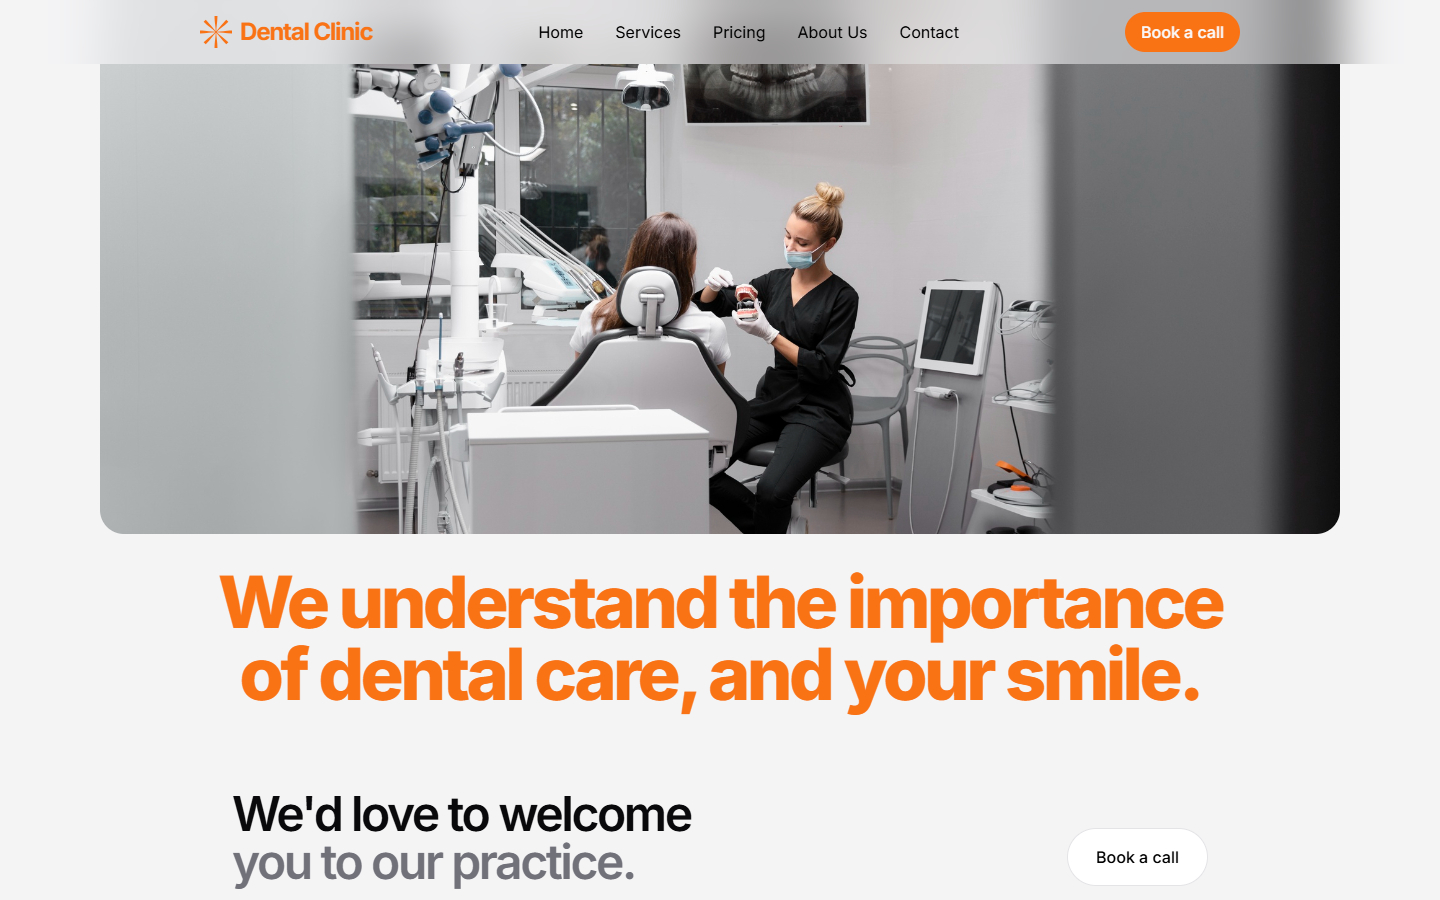 Dental Clinic
Home
Services
Pricing
About Us
Contact
Book a call
We understand the importance
of dental care, and your smile.
We'd love to welcome
you to our practice.
Book a call